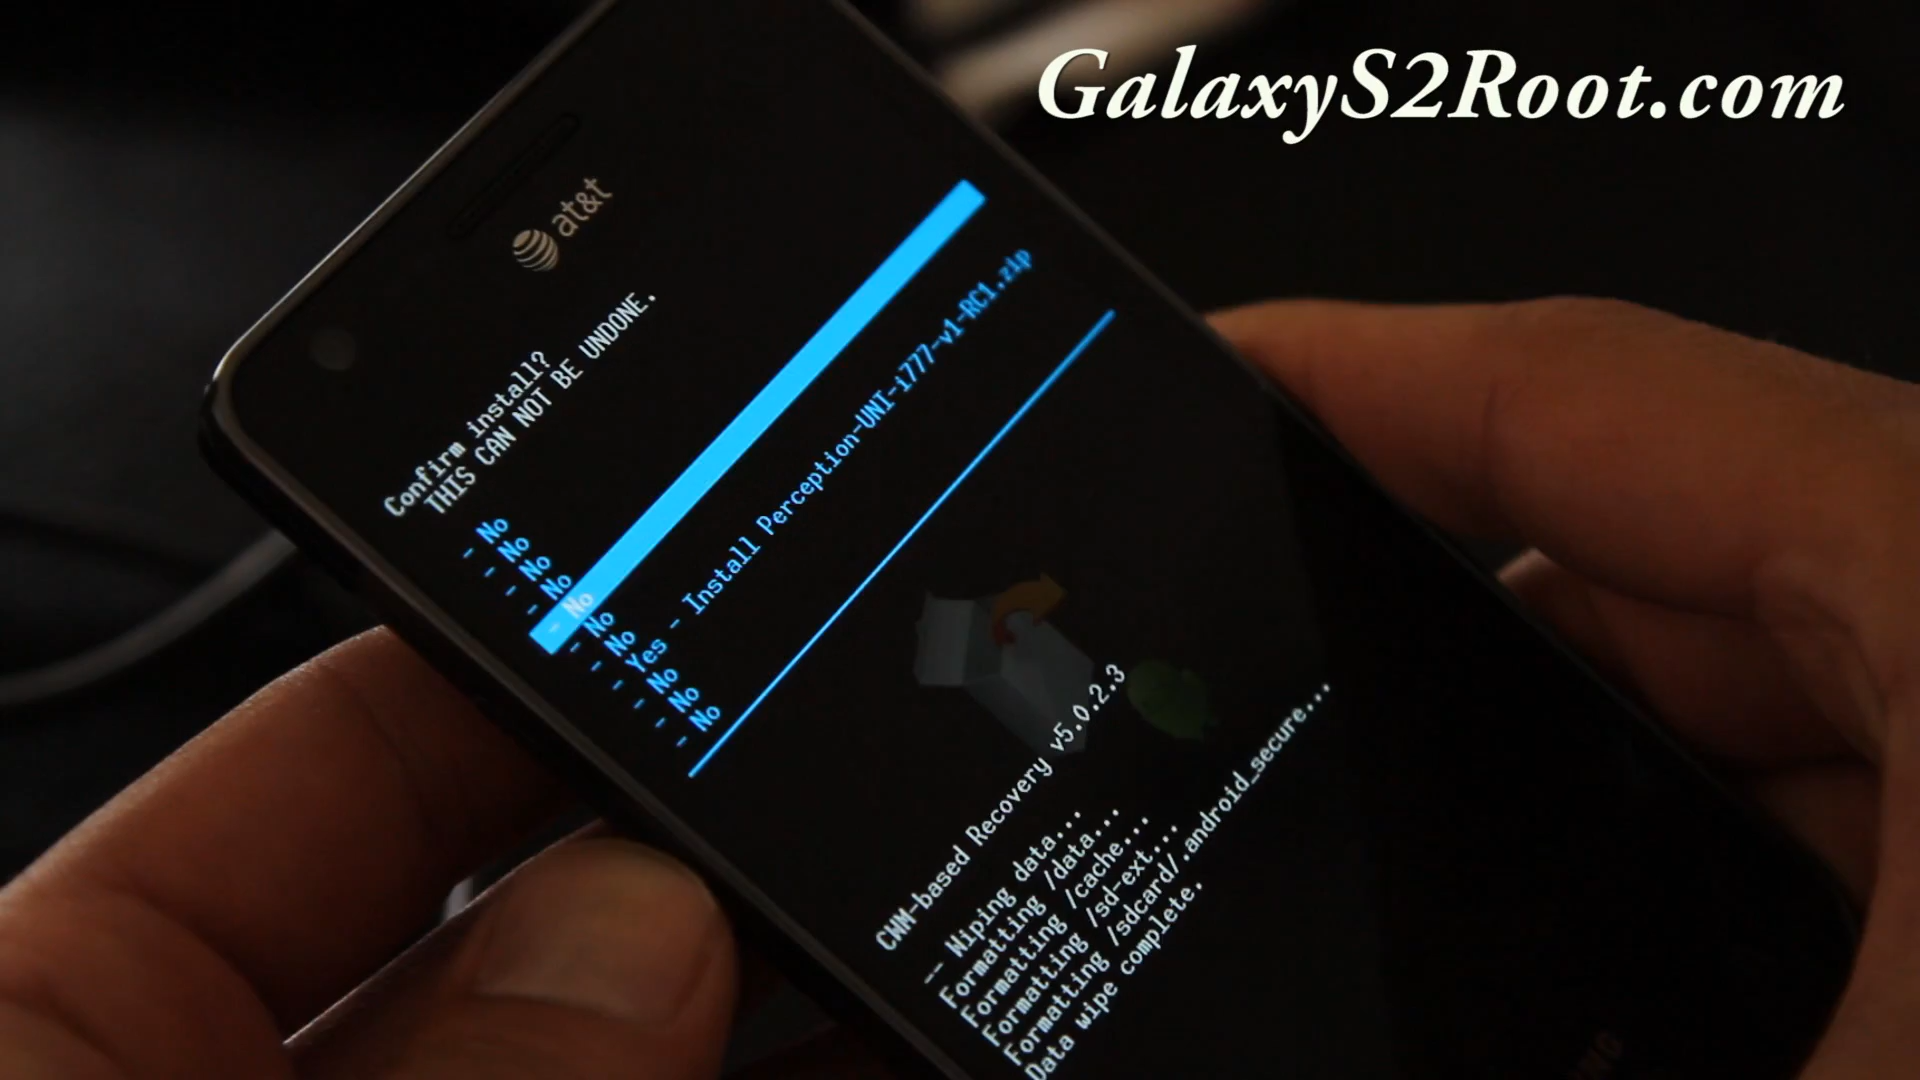 GalaxyS2Root.com
at&t
Confirm install?
THIS CAN NOT BE UNDONE.
- No
- No
- No
- No
- No
- No
- No
- Yes - Install Perception-UNI-i777-v1-RC1.zip
- No
- No
- No
CWM-based Recovery v5.0.2.3
-- Wiping data...
Formatting /data...
Formatting /cache...
Formatting /sd-ext...
Formatting /sdcard/.android_secure...
Data wipe complete.